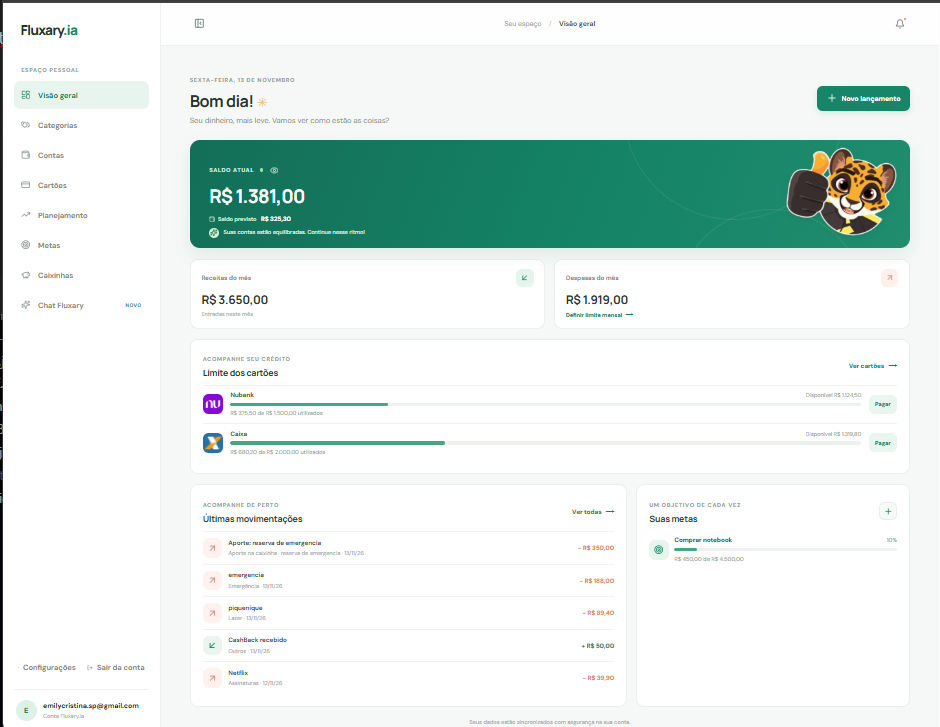 Fluxary.ia
Seu espaço / Visão geral
ESPAÇO PESSOAL
Visão geral
Categorias
Contas
Cartões
Planejamento
Metas
Caixinhas
Chat Fluxary NOVO
Configurações Sair da conta
E
emilycristina.sp@gmail.com
Conta Fluxary.ia
SEXTA-FEIRA, 13 DE NOVEMBRO
Bom dia!
Seu dinheiro, mais leve. Vamos ver como estão as coisas?
+ Novo lançamento
SALDO ATUAL
R$ 1.381,00
Saldo previsto R$ 325,30
Suas contas estão equilibradas. Continue nesse ritmo!
Receitas do mês
R$ 3.650,00
Entradas neste mês
Despesas do mês
R$ 1.919,00
Definir limite mensal →
ACOMPANHE SEU CRÉDITO
Limite dos cartões
Ver cartões →
nu
Nubank
Disponível R$ 1.124,50
R$ 375,50 de R$ 1.500,00 utilizados
Pagar
X
Caixa
Disponível R$ 1.319,80
R$ 680,20 de R$ 2.000,00 utilizados
Pagar
ACOMPANHE DE PERTO
Últimas movimentações
Ver todas →
Aporte: reserva de emergencia
Aporte na caixinha · reserva de emergencia · 13/11/26
- R$ 350,00
emergencia
Emergência · 13/11/26
- R$ 188,00
piquenique
Lazer · 13/11/26
- R$ 89,40
CashBack recebido
Outros · 13/11/26
+ R$ 50,00
Netflix
Assinaturas · 12/11/26
- R$ 39,90
UM OBJETIVO DE CADA VEZ
Suas metas
+
Comprar notebook
10%
R$ 450,00 de R$ 4.500,00
Seus dados estão sincronizados com segurança na sua conta.